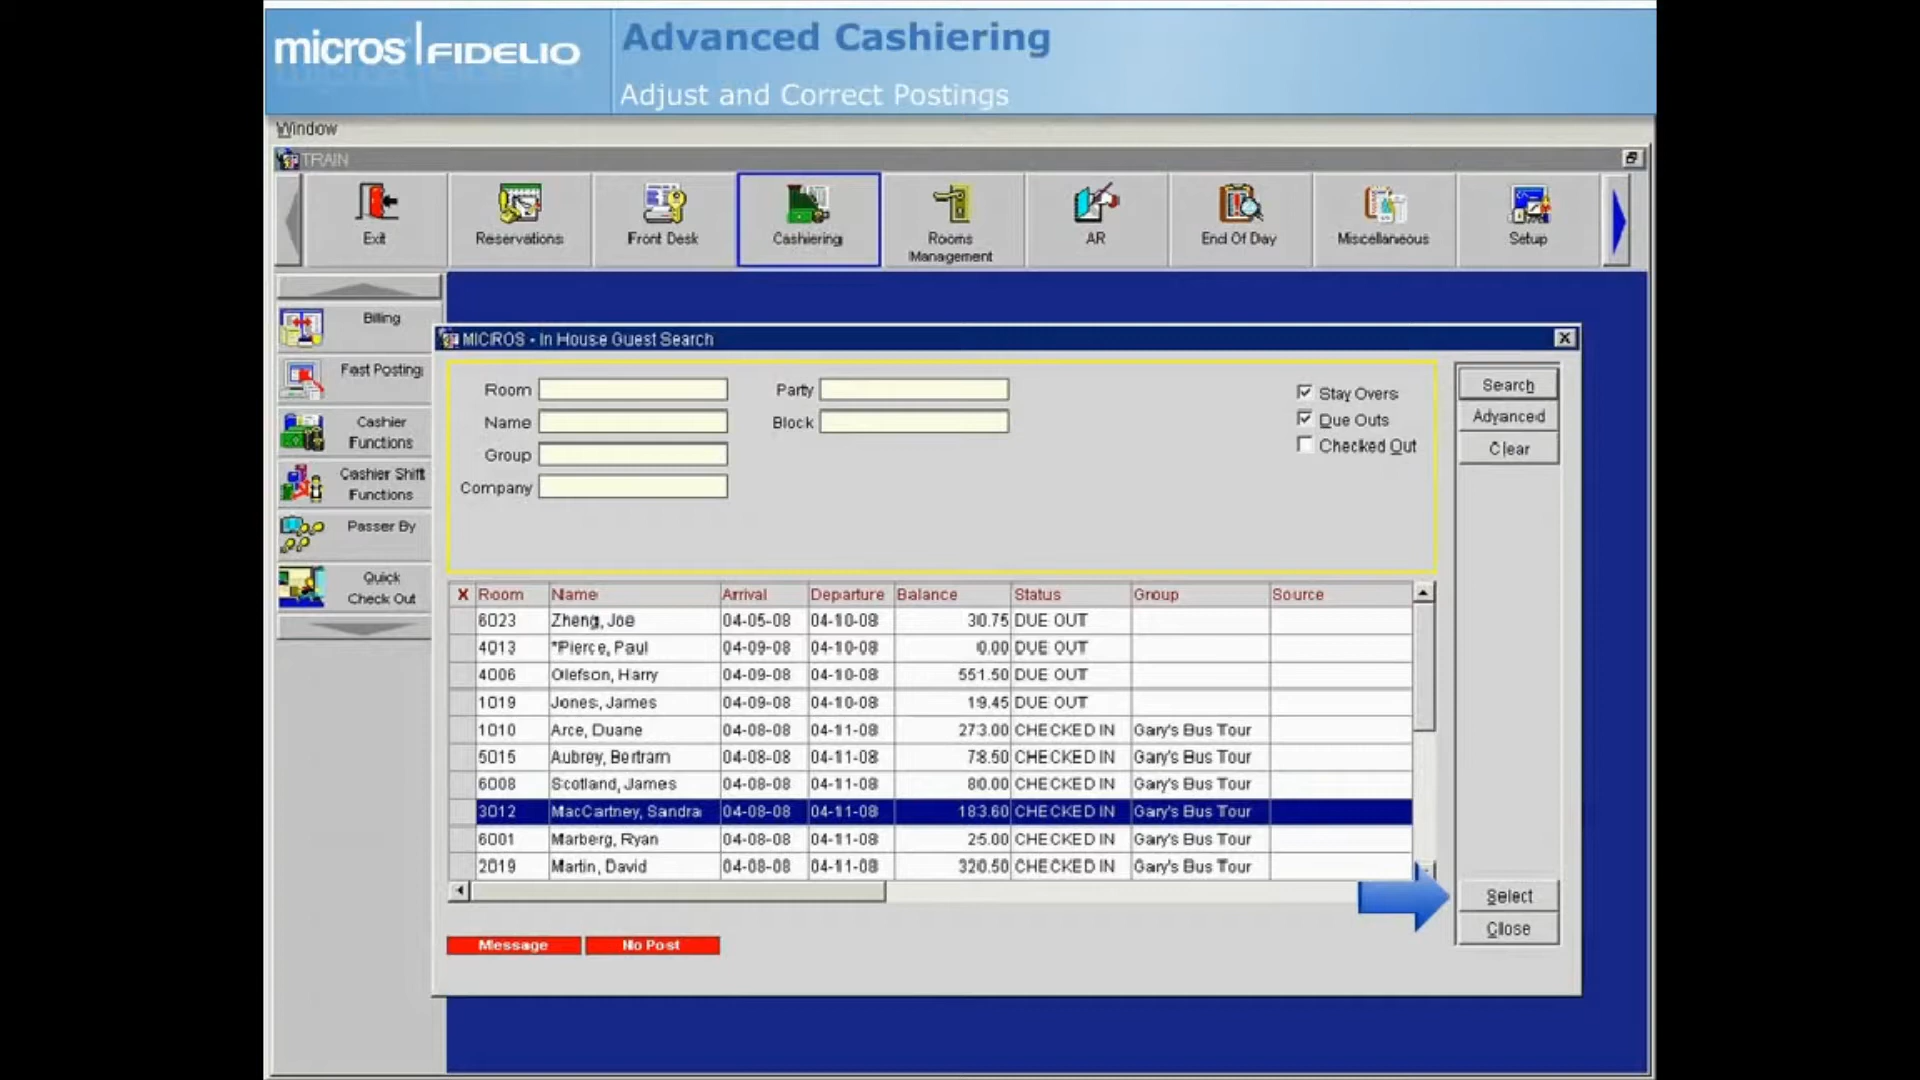 micros FIDELIO
Advanced Cashiering
Adjust and Correct Postings
Window
TRAIN
Exit
Reservations
Front Desk
Cashiering
Rooms
Management
AR
End Of Day
Miscellaneous
Setup
Billing
Fast Posting
Cashier
Functions
Cashier Shift
Functions
Passer By
Quick
Check Out
MICROS - In House Guest Search
Room
Party
Name
Block
Group
Company
Stay Overs
Due Outs
Checked Out
Search
Advanced
Clear
X Room Name Arrival Departure Balance Status Group Source
6023 Zheng, Joe 04-05-08 04-10-08 30.75 DUE OUT
4013 *Pierce, Paul 04-09-08 04-10-08 0.00 DUE OUT
4006 Olefson, Harry 04-09-08 04-10-08 551.50 DUE OUT
1019 Jones, James 04-09-08 04-10-08 19.45 DUE OUT
1010 Arce, Duane 04-08-08 04-11-08 273.00 CHECKED IN Gary's Bus Tour
5015 Aubrey, Bertram 04-08-08 04-11-08 78.50 CHECKED IN Gary's Bus Tour
6008 Scotland, James 04-08-08 04-11-08 80.00 CHECKED IN Gary's Bus Tour
3012 MacCartney, Sandra 04-08-08 04-11-08 183.60 CHECKED IN Gary's Bus Tour
6001 Marberg, Ryan 04-08-08 04-11-08 25.00 CHECKED IN Gary's Bus Tour
2019 Martin, David 04-08-08 04-11-08 320.50 CHECKED IN Gary's Bus Tour
Select
Close
Message
No Post